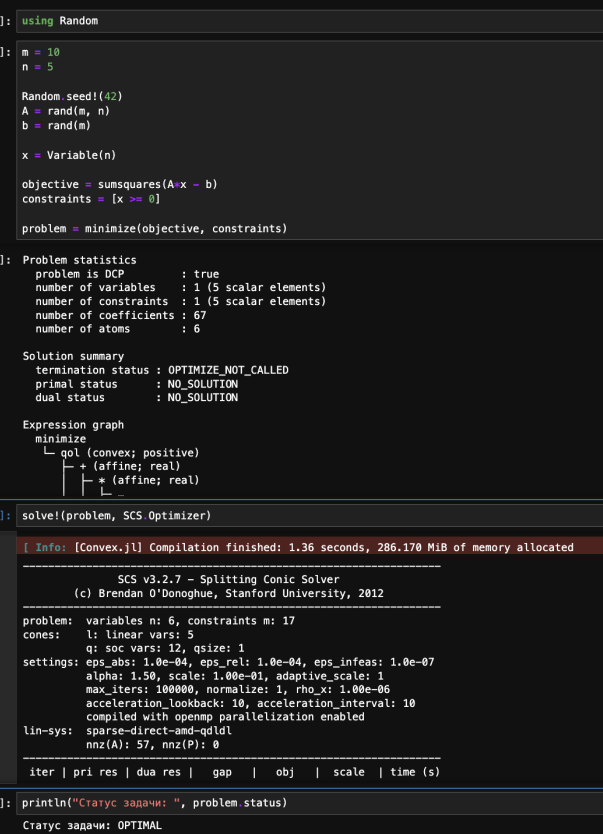 ]: using Random
]: m = 10
n = 5
Random.seed!(42)
A = rand(m, n)
b = rand(m)
x = Variable(n)
objective = sumsquares(A*x - b)
constraints = [x >= 0]
problem = minimize(objective, constraints)
]: Problem statistics
problem is DCP         : true
number of variables    : 1 (5 scalar elements)
number of constraints  : 1 (5 scalar elements)
number of coefficients : 67
number of atoms        : 6
Solution summary
termination status : OPTIMIZE_NOT_CALLED
primal status      : NO_SOLUTION
dual status        : NO_SOLUTION
Expression graph
minimize
└─ qol (convex; positive)
├─ + (affine; real)
│  ├─ * (affine; real)
│  │  ├─ …
]: solve!(problem, SCS.Optimizer)
[ Info: [Convex.jl] Compilation finished: 1.36 seconds, 286.170 MiB of memory allocated
------------------------------------------------------------------
SCS v3.2.7 - Splitting Conic Solver
(c) Brendan O'Donoghue, Stanford University, 2012
------------------------------------------------------------------
problem:  variables n: 6, constraints m: 17
cones:    l: linear vars: 5
q: soc vars: 12, qsize: 1
settings: eps_abs: 1.0e-04, eps_rel: 1.0e-04, eps_infeas: 1.0e-07
alpha: 1.50, scale: 1.00e-01, adaptive_scale: 1
max_iters: 100000, normalize: 1, rho_x: 1.00e-06
acceleration_lookback: 10, acceleration_interval: 10
compiled with openmp parallelization enabled
lin-sys:  sparse-direct-amd-qdldl
nnz(A): 57, nnz(P): 0
------------------------------------------------------------------
iter | pri res | dua res |   gap   |   obj   |  scale  | time (s)
]: println("Статус задачи: ", problem.status)
Статус задачи: OPTIMAL